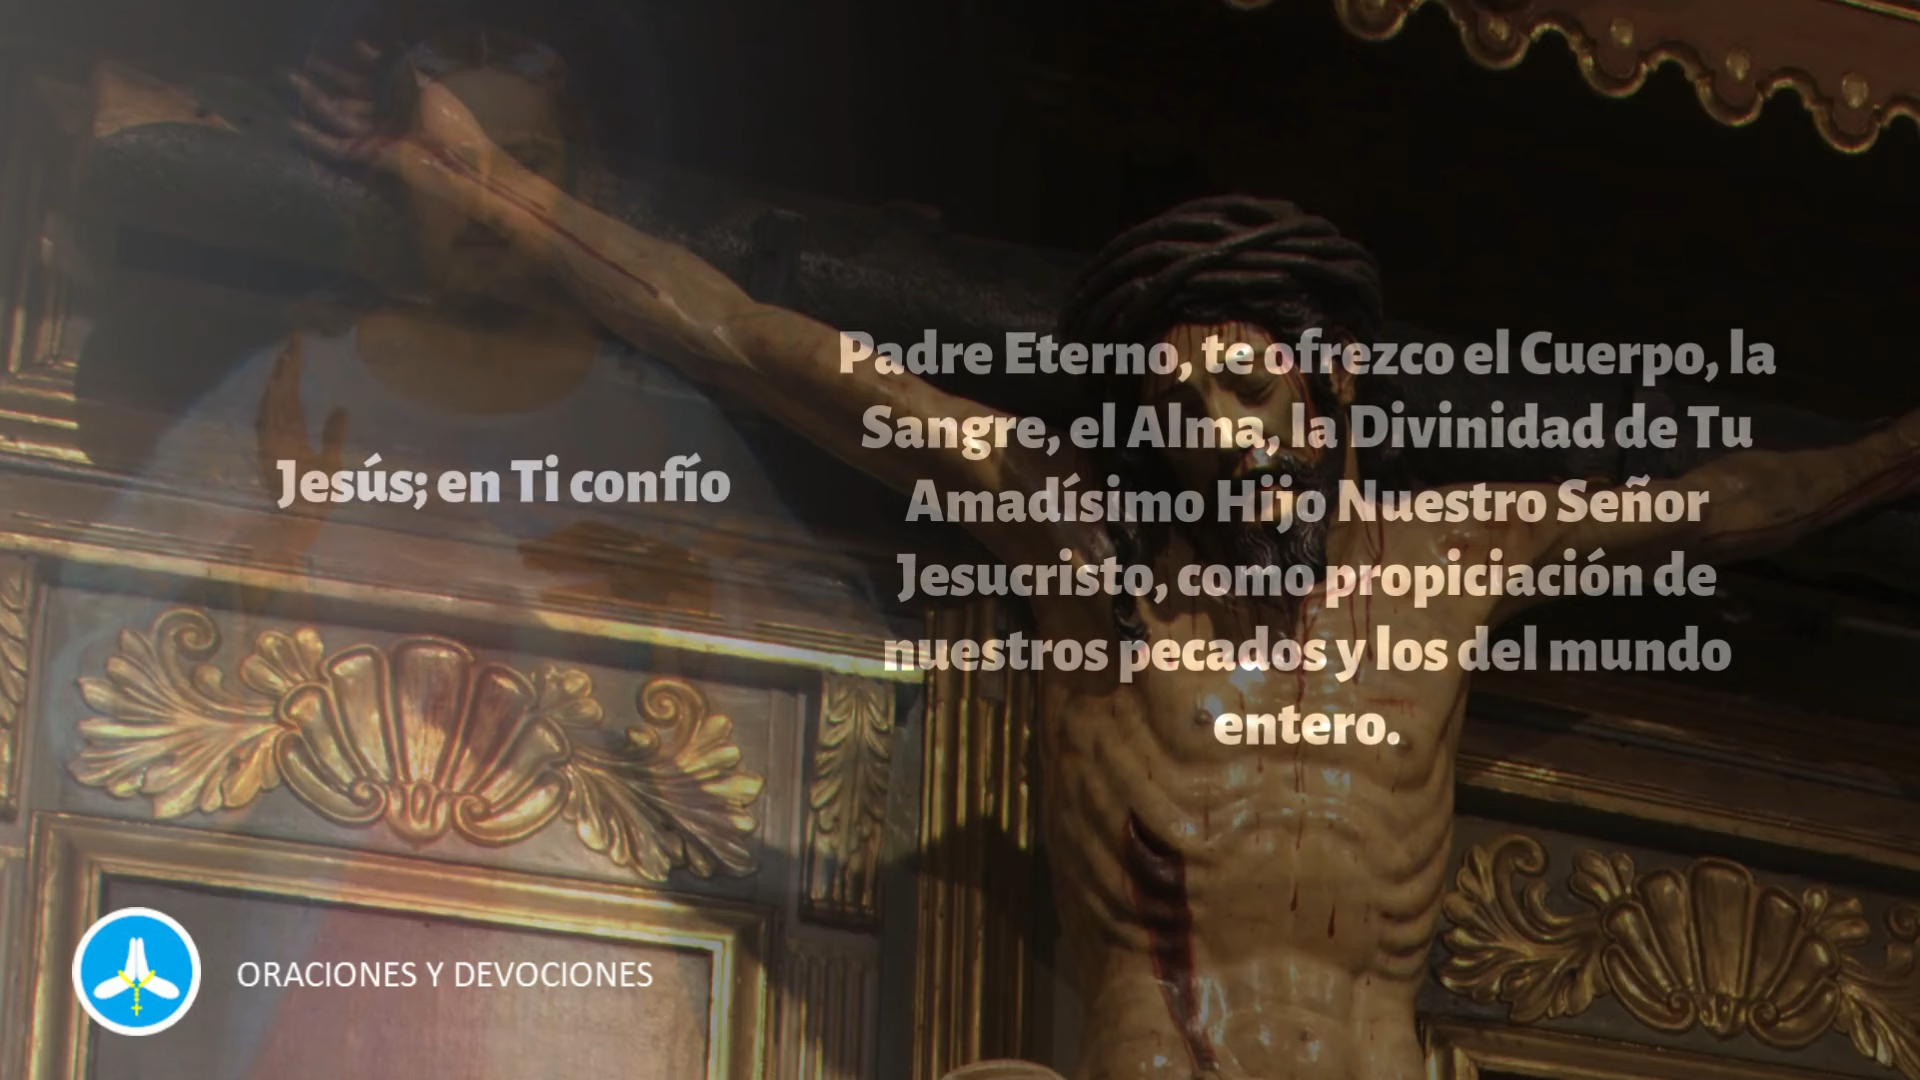 Jesús; en Ti confío
Padre Eterno, te ofrezco el Cuerpo, la
Sangre, el Alma, la Divinidad de Tu
Amadísimo Hijo Nuestro Señor
Jesucristo, como propiciación de
nuestros pecados y los del mundo
entero.
ORACIONES Y DEVOCIONES